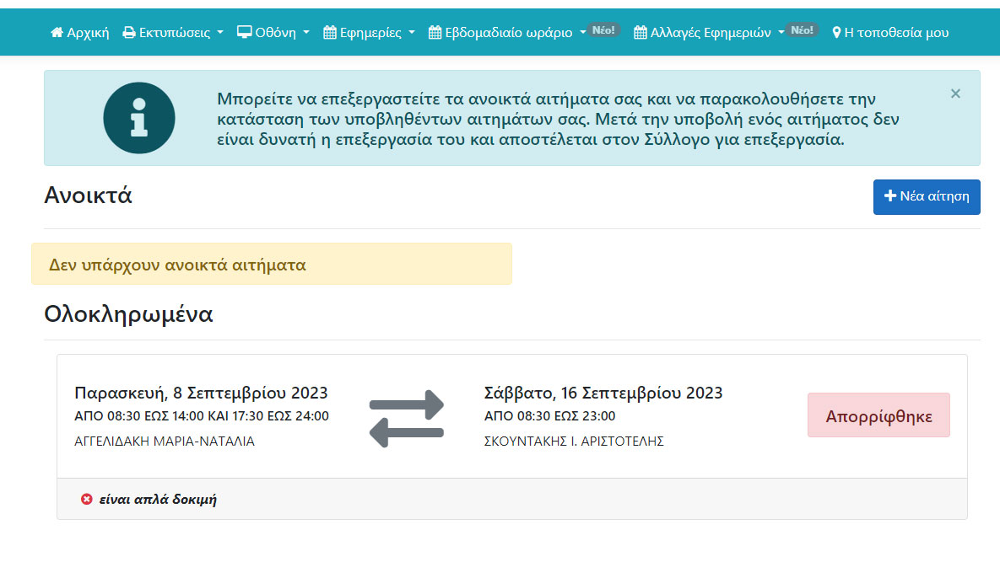 Αρχική Εκτυπώσεις Οθόνη Εφημερίες Εβδομαδιαίο ωράριο Νέο! Αλλαγές Εφημεριών Νέο! Η τοποθεσία μου
Μπορείτε να επεξεργαστείτε τα ανοικτά αιτήματα σας και να παρακολουθήσετε την
κατάσταση των υποβληθέντων αιτημάτων σας. Μετά την υποβολή ενός αιτήματος δεν
είναι δυνατή η επεξεργασία του και αποστέλεται στον Σύλλογο για επεξεργασία.
Ανοικτά
Νέα αίτηση
Δεν υπάρχουν ανοικτά αιτήματα
Ολοκληρωμένα
Παρασκευή, 8 Σεπτεμβρίου 2023
ΑΠΟ 08:30 ΕΩΣ 14:00 ΚΑΙ 17:30 ΕΩΣ 24:00
ΑΓΓΕΛΙΔΑΚΗ ΜΑΡΙΑ-ΝΑΤΑΛΙΑ
Σάββατο, 16 Σεπτεμβρίου 2023
ΑΠΟ 08:30 ΕΩΣ 23:00
ΣΚΟΥΝΤΑΚΗΣ Ι. ΑΡΙΣΤΟΤΕΛΗΣ
Απορρίφθηκε
είναι απλά δοκιμή